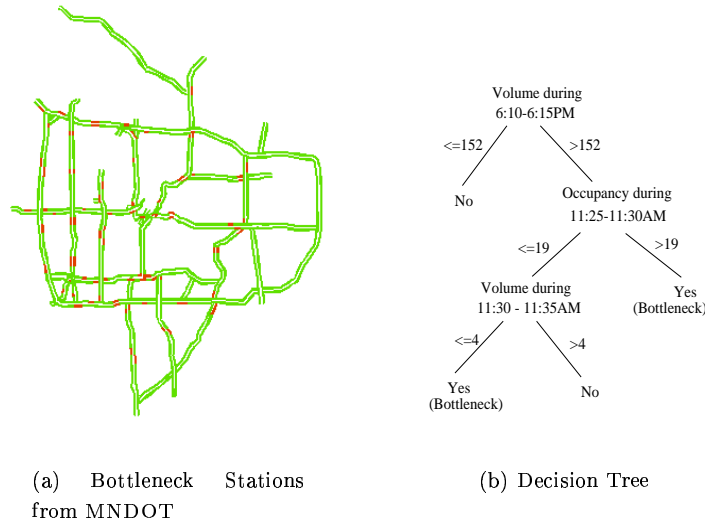 Volume during
6:10-6:15PM
<=152
>152
No
Occupancy during
11:25-11:30AM
<=19
>19
Volume during
11:30 - 11:35AM
Yes
(Bottleneck)
<=4
>4
Yes
(Bottleneck)
No
(a) Bottleneck Stations
from MNDOT
(b) Decision Tree